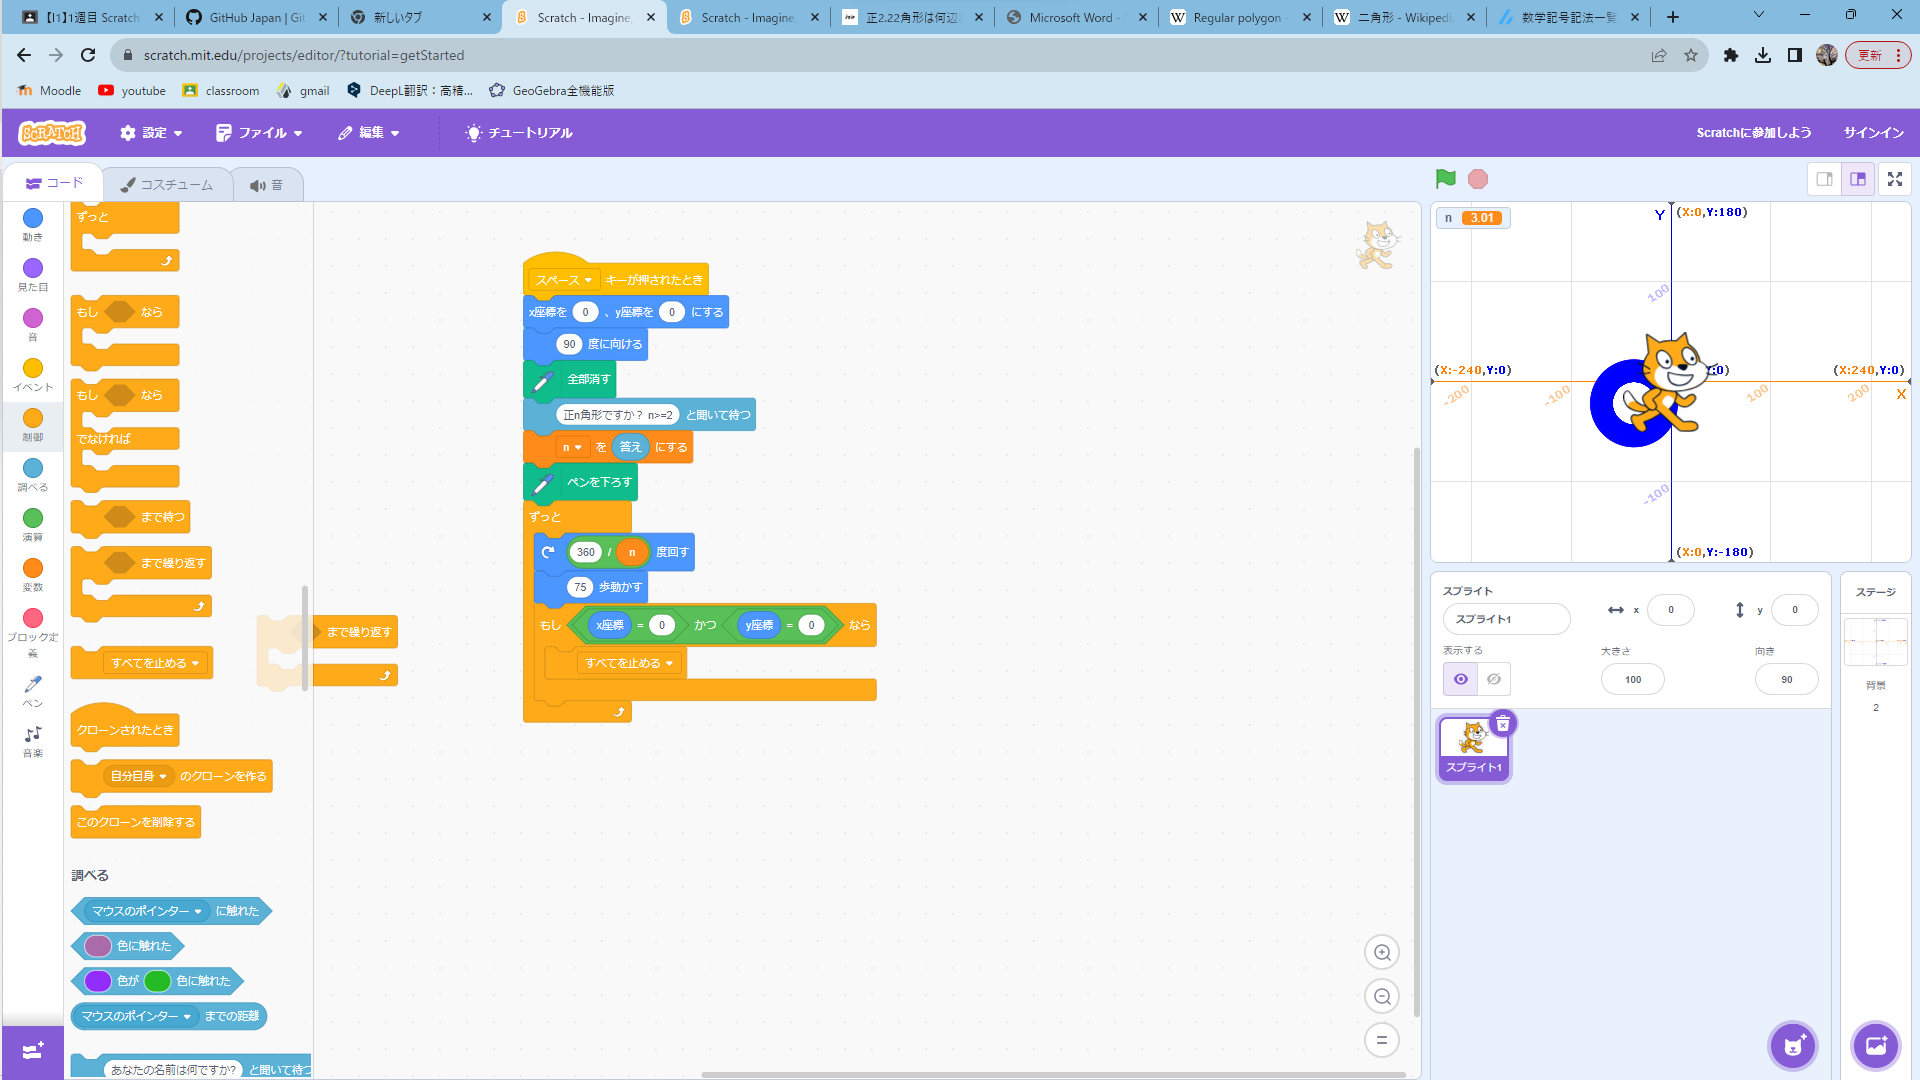 【I1】1週目 Scratch
GitHub Japan | Git
新しいタブ
Scratch - Imagine,
Scratch - Imagine,
正2.22角形は何辺
Microsoft Word -
Regular polygon -
二角形 - Wikipedi
数学記号記法一覧
scratch.mit.edu/projects/editor/?tutorial=getStarted
更新
Moodle
youtube
classroom
gmail
DeepL翻訳：高精...
GeoGebra全機能版
SCRATCH
設定
ファイル
編集
チュートリアル
Scratchに参加しよう
サインイン
コード
コスチューム
音
動き
見た目
音
イベント
制御
調べる
演算
変数
ブロック定義
ペン
音楽
ずっと
もし なら
もし なら
でなければ
まで待つ
まで繰り返す
すべてを止める
クローンされたとき
自分自身 のクローンを作る
このクローンを削除する
調べる
マウスのポインター に触れた
色に触れた
色が 色に触れた
マウスのポインター までの距離
あなたの名前は何ですか? と聞いて待つ
まで繰り返す
スペース キーが押されたとき
x座標を 0 、y座標を 0 にする
90 度に向ける
全部消す
正n角形ですか？ n>=2 と聞いて待つ
n を 答え にする
ペンを下ろす
ずっと
360 / n 度回す
75 歩動かす
もし x座標 = 0 かつ y座標 = 0 なら
すべてを止める
n 3.01
Y (X:0,Y:180)
100
(X:-240,Y:0)
:0)
(X:240,Y:0)
-200
-100
100
200
X
-100
(X:0,Y:-180)
スプライト
スプライト1
x 0
y 0
表示する
大きさ
100
向き
90
スプライト1
ステージ
背景
2